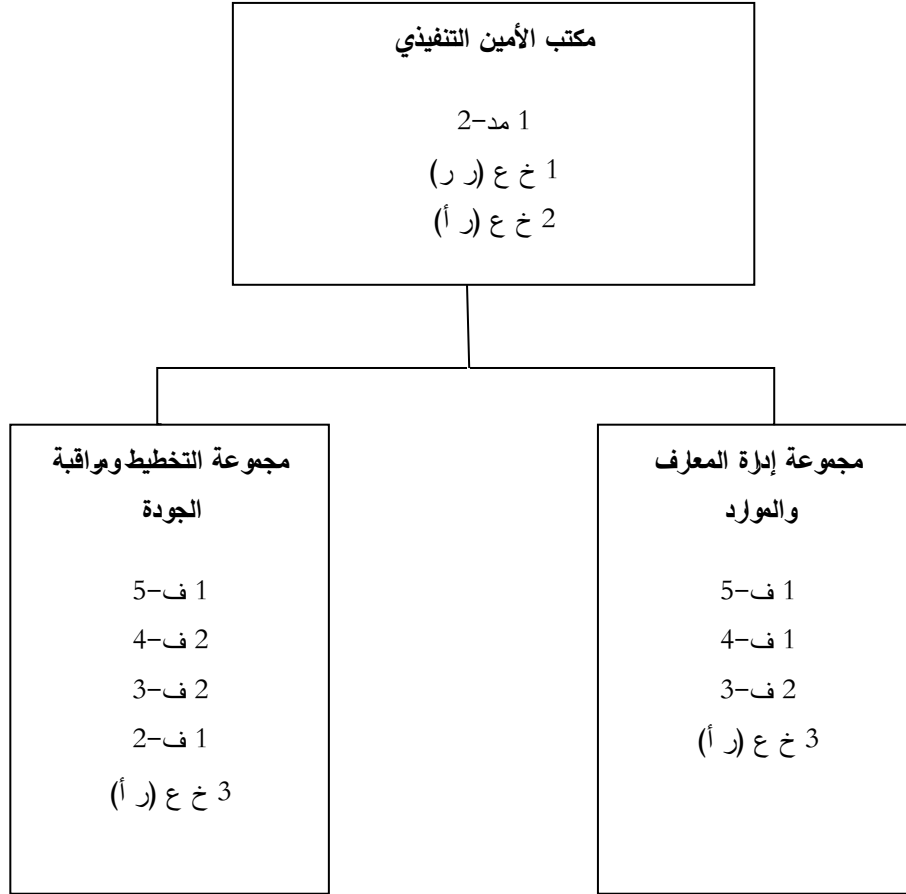 مكتب الأمين التنفيذي
1 مد-2
1 خ ع (ر ر)
2 خ ع (ر أ)
مجموعة إدارة المعارف
والموارد
1 ف-5
1 ف-4
2 ف-3
3 خ ع (ر أ)
مجموعة التخطيط ومراقبة
الجودة
1 ف-5
2 ف-4
2 ف-3
1 ف-2
3 خ ع (ر أ)